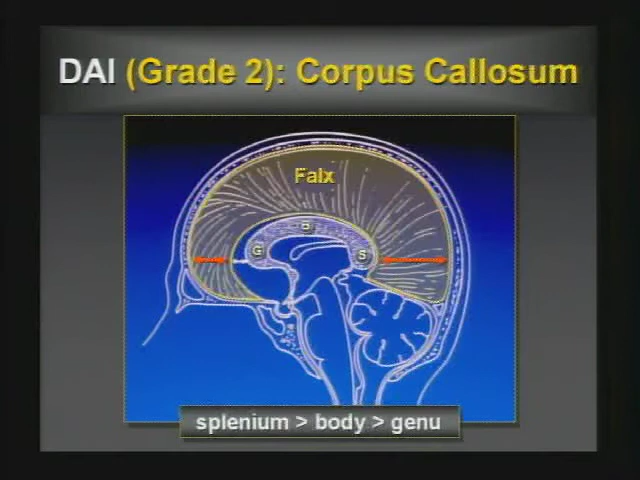 DAI (Grade 2): Corpus Callosum
Falx
B
G
S
splenium > body > genu